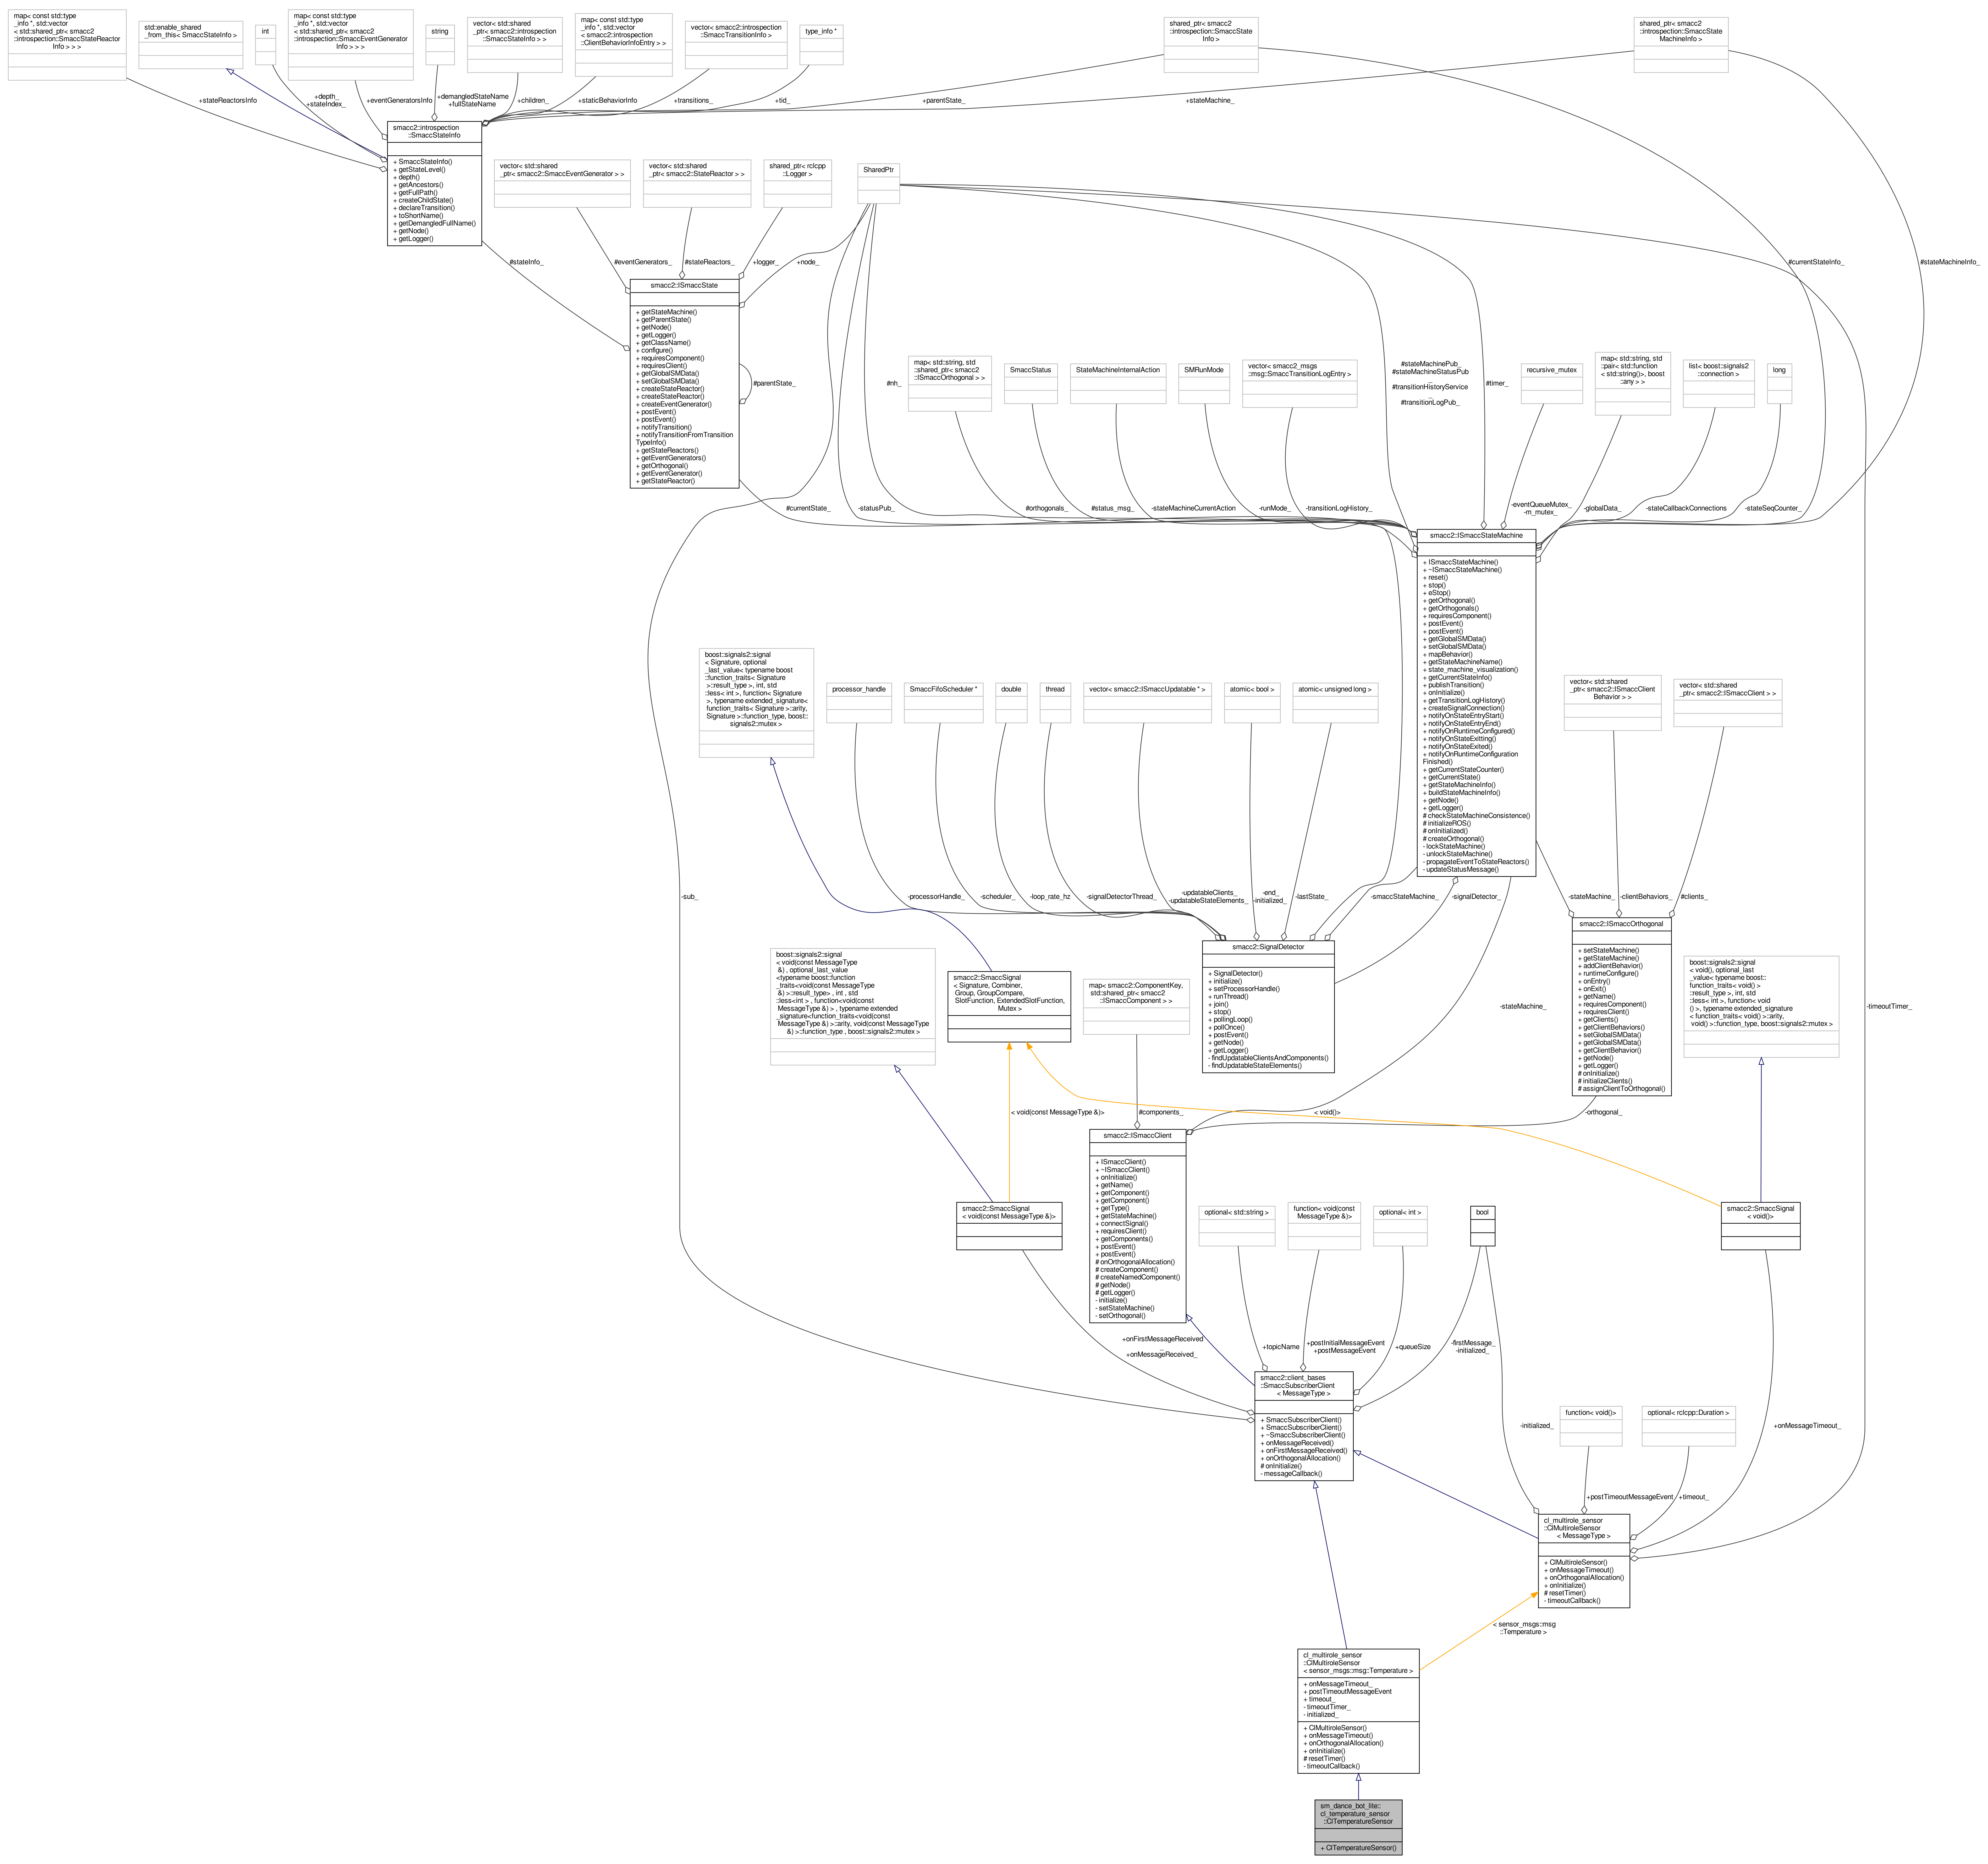 map< const std::type
_info *, std::vector
< std::shared_ptr< smacc2
::introspection::SmaccStateReactor
Info > > >
std::enable_shared
_from_this< SmaccStateInfo >
int
map< const std::type
_info *, std::vector
< std::shared_ptr< smacc2
::introspection::SmaccEventGenerator
Info > > >
string
vector< std::shared
_ptr< smacc2::introspection
::SmaccStateInfo > >
map< const std::type
_info *, std::vector
< smacc2::introspection
::ClientBehaviorInfoEntry > >
vector< smacc2::introspection
::SmaccTransitionInfo >
type_info *
shared_ptr< smacc2
::introspection::SmaccState
Info >
shared_ptr< smacc2
::introspection::SmaccState
MachineInfo >
+stateReactorsInfo
+depth_
+stateIndex_
+eventGeneratorsInfo
+demangledStateName
+fullStateName
+children_
+staticBehaviorInfo
+transitions_
+tid_
+parentState_
+stateMachine_
smacc2::introspection
::SmaccStateInfo
+ SmaccStateInfo()
+ getStateLevel()
+ depth()
+ getAncestors()
+ getFullPath()
+ createChildState()
+ declareTransition()
+ toShortName()
+ getDemangledFullName()
+ getNode()
+ getLogger()
vector< std::shared
_ptr< smacc2::SmaccEventGenerator > >
vector< std::shared
_ptr< smacc2::StateReactor > >
shared_ptr< rclcpp
::Logger >
SharedPtr
#stateInfo_
#eventGenerators_
#stateReactors_
+logger_
+node_
#currentStateInfo_
#stateMachineInfo_
smacc2::ISmaccState
+ getStateMachine()
+ getParentState()
+ getNode()
+ getLogger()
+ getClassName()
+ configure()
+ requiresComponent()
+ requiresClient()
+ getGlobalSMData()
+ setGlobalSMData()
+ createStateReactor()
+ createStateReactor()
+ createEventGenerator()
+ postEvent()
+ postEvent()
+ notifyTransition()
+ notifyTransitionFromTransition
TypeInfo()
+ getStateReactors()
+ getEventGenerators()
+ getOrthogonal()
+ getEventGenerator()
+ getStateReactor()
#parentState_
#nh_
map< std::string, std
::shared_ptr< smacc2
::ISmaccOrthogonal > >
SmaccStatus
StateMachineInternalAction
SMRunMode
vector< smacc2_msgs
::msg::SmaccTransitionLogEntry >
#stateMachinePub_
#stateMachineStatusPub
_
#transitionHistoryService
_
#transitionLogPub_
#timer_
recursive_mutex
map< std::string, std
::pair< std::function
< std::string()>, boost
::any > >
list< boost::signals2
::connection >
long
#currentState_
-statusPub_
#orthogonals_
#status_msg_
-stateMachineCurrentAction
-runMode_
-transitionLogHistory_
-eventQueueMutex_
-m_mutex_
-globalData_
-stateCallbackConnections
-stateSeqCounter_
smacc2::ISmaccStateMachine
+ ISmaccStateMachine()
+ ~ISmaccStateMachine()
+ reset()
+ stop()
+ eStop()
+ getOrthogonal()
+ getOrthogonals()
+ requiresComponent()
+ postEvent()
+ postEvent()
+ getGlobalSMData()
+ setGlobalSMData()
+ mapBehavior()
+ getStateMachineName()
+ state_machine_visualization()
+ getCurrentStateInfo()
+ publishTransition()
+ onInitialize()
+ getTransitionLogHistory()
+ createSignalConnection()
+ notifyOnStateEntryStart()
+ notifyOnStateEntryEnd()
+ notifyOnRuntimeConfigured()
+ notifyOnStateExitting()
+ notifyOnStateExited()
+ notifyOnRuntimeConfiguration
Finished()
+ getCurrentStateCounter()
+ getCurrentState()
+ getStateMachineInfo()
+ buildStateMachineInfo()
+ getNode()
+ getLogger()
# checkStateMachineConsistence()
# initializeROS()
# onInitialized()
# createOrthogonal()
- lockStateMachine()
- unlockStateMachine()
- propagateEventToStateReactors()
- updateStatusMessage()
boost::signals2::signal
< Signature, optional
_last_value< typename boost
::function_traits< Signature
>::result_type >, int, std
::less< int >, function< Signature
>, typename extended_signature<
function_traits< Signature >::arity,
Signature >::function_type, boost::
signals2::mutex >
processor_handle
SmaccFifoScheduler *
double
thread
vector< smacc2::ISmaccUpdatable * >
atomic< bool >
atomic< unsigned long >
vector< std::shared
_ptr< smacc2::ISmaccClient
Behavior > >
vector< std::shared
_ptr< smacc2::ISmaccClient > >
-sub_
-processorHandle_
-scheduler_
-loop_rate_hz
-signalDetectorThread_
-updatableClients_
-updatableStateElements_
-end_
-initialized_
-lastState_
-smaccStateMachine_
-signalDetector_
-stateMachine_
-clientBehaviors_
#clients_
smacc2::SignalDetector
+ SignalDetector()
+ initialize()
+ setProcessorHandle()
+ runThread()
+ join()
+ stop()
+ pollingLoop()
+ pollOnce()
+ postEvent()
+ getNode()
+ getLogger()
- findUpdatableClientsAndComponents()
- findUpdatableStateElements()
smacc2::ISmaccOrthogonal
+ setStateMachine()
+ getStateMachine()
+ addClientBehavior()
+ runtimeConfigure()
+ onEntry()
+ onExit()
+ getName()
+ requiresComponent()
+ requiresClient()
+ getClients()
+ getClientBehaviors()
+ setGlobalSMData()
+ getGlobalSMData()
+ getClientBehavior()
+ getNode()
+ getLogger()
# onInitialize()
# initializeClients()
# assignClientToOrthogonal()
boost::signals2::signal
< void(const MessageType
&) , optional_last_value
<typename boost::function
_traits<void(const MessageType
&) >::result_type> , int , std
::less<int > , function<void(const
MessageType &) > , typename extended
_signature<function_traits<void(const
MessageType &) >::arity, void(const MessageType
&) >::function_type , boost::signals2::mutex >
smacc2::SmaccSignal
< Signature, Combiner,
Group, GroupCompare,
SlotFunction, ExtendedSlotFunction,
Mutex >
map< smacc2::ComponentKey,
std::shared_ptr< smacc2
::ISmaccComponent > >
boost::signals2::signal
< void(), optional_last
_value< typename boost::
function_traits< void() >
::result_type >, int, std
::less< int >, function< void
() >, typename extended_signature
< function_traits< void() >::arity,
void() >::function_type, boost::signals2::mutex >
-stateMachine_
-timeoutTimer_
< void(const MessageType &)>
#components_
< void()>
-orthogonal_
smacc2::ISmaccClient
+ ISmaccClient()
+ ~ISmaccClient()
+ onInitialize()
+ getName()
+ getComponent()
+ getComponent()
+ getType()
+ getStateMachine()
+ connectSignal()
+ requiresClient()
+ getComponents()
+ postEvent()
+ postEvent()
# onOrthogonalAllocation()
# createComponent()
# createNamedComponent()
# getNode()
# getLogger()
- initialize()
- setStateMachine()
- setOrthogonal()
smacc2::SmaccSignal
< void(const MessageType &)>
optional< std::string >
function< void(const
MessageType &)>
optional< int >
bool
smacc2::SmaccSignal
< void()>
+onFirstMessageReceived
_
+onMessageReceived_
+topicName
+postInitialMessageEvent
+postMessageEvent
+queueSize
-firstMessage_
-initialized_
smacc2::client_bases
::SmaccSubscriberClient
< MessageType >
+ SmaccSubscriberClient()
+ SmaccSubscriberClient()
+ ~SmaccSubscriberClient()
+ onMessageReceived()
+ onFirstMessageReceived()
+ onOrthogonalAllocation()
# onInitialize()
- messageCallback()
function< void()>
optional< rclcpp::Duration >
-initialized_
+onMessageTimeout_
+postTimeoutMessageEvent
+timeout_
cl_multirole_sensor
::ClMultiroleSensor
< MessageType >
+ ClMultiroleSensor()
+ onMessageTimeout()
+ onOrthogonalAllocation()
+ onInitialize()
# resetTimer()
- timeoutCallback()
< sensor_msgs::msg
::Temperature >
cl_multirole_sensor
::ClMultiroleSensor
< sensor_msgs::msg::Temperature >
+ onMessageTimeout_
+ postTimeoutMessageEvent
+ timeout_
- timeoutTimer_
- initialized_
+ ClMultiroleSensor()
+ onMessageTimeout()
+ onOrthogonalAllocation()
+ onInitialize()
# resetTimer()
- timeoutCallback()
sm_dance_bot_lite::
cl_temperature_sensor
::ClTemperatureSensor
+ ClTemperatureSensor()